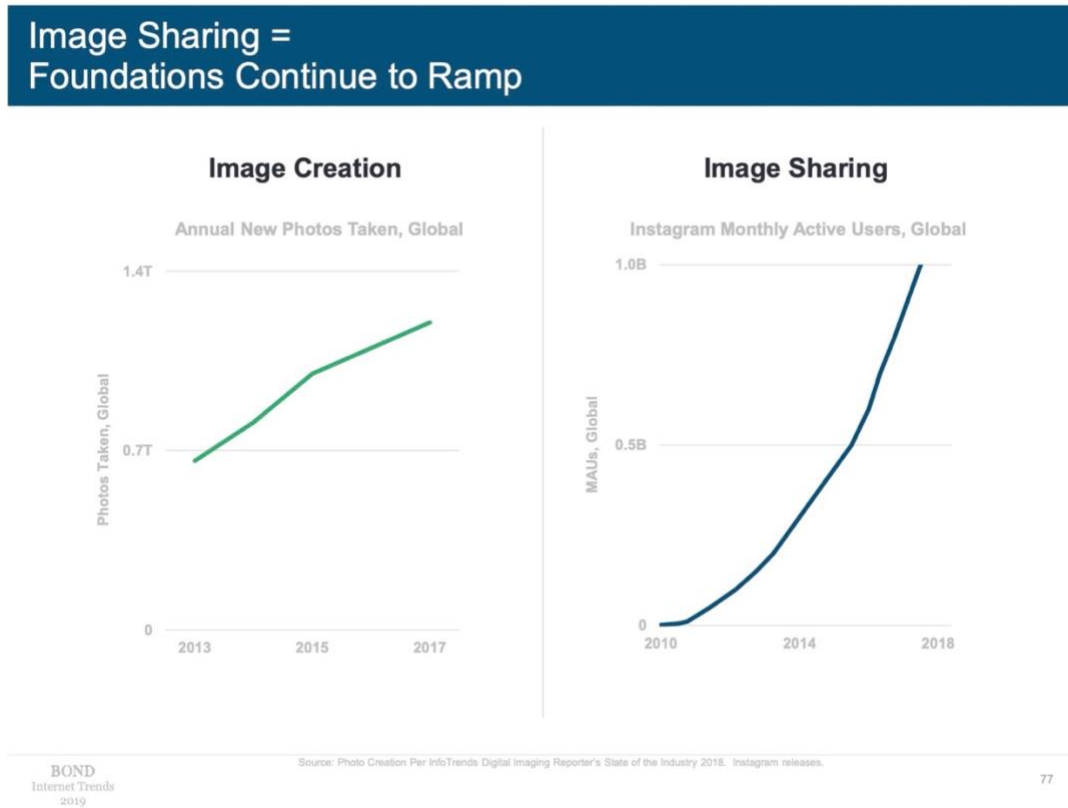 Image Sharing =
Foundations Continue to Ramp
Image Creation
Annual New Photos Taken, Global
1.4T
0.7T
0
Photos Taken, Global
2013
2015
2017
Image Sharing
Instagram Monthly Active Users, Global
1.0B
0.5B
0
MAUs, Global
2010
2014
2018
BOND
Internet Trends
2019
Source: Photo Creation Per InfoTrends Digital Imaging Reporter's State of the Industry 2018. Instagram releases.
77